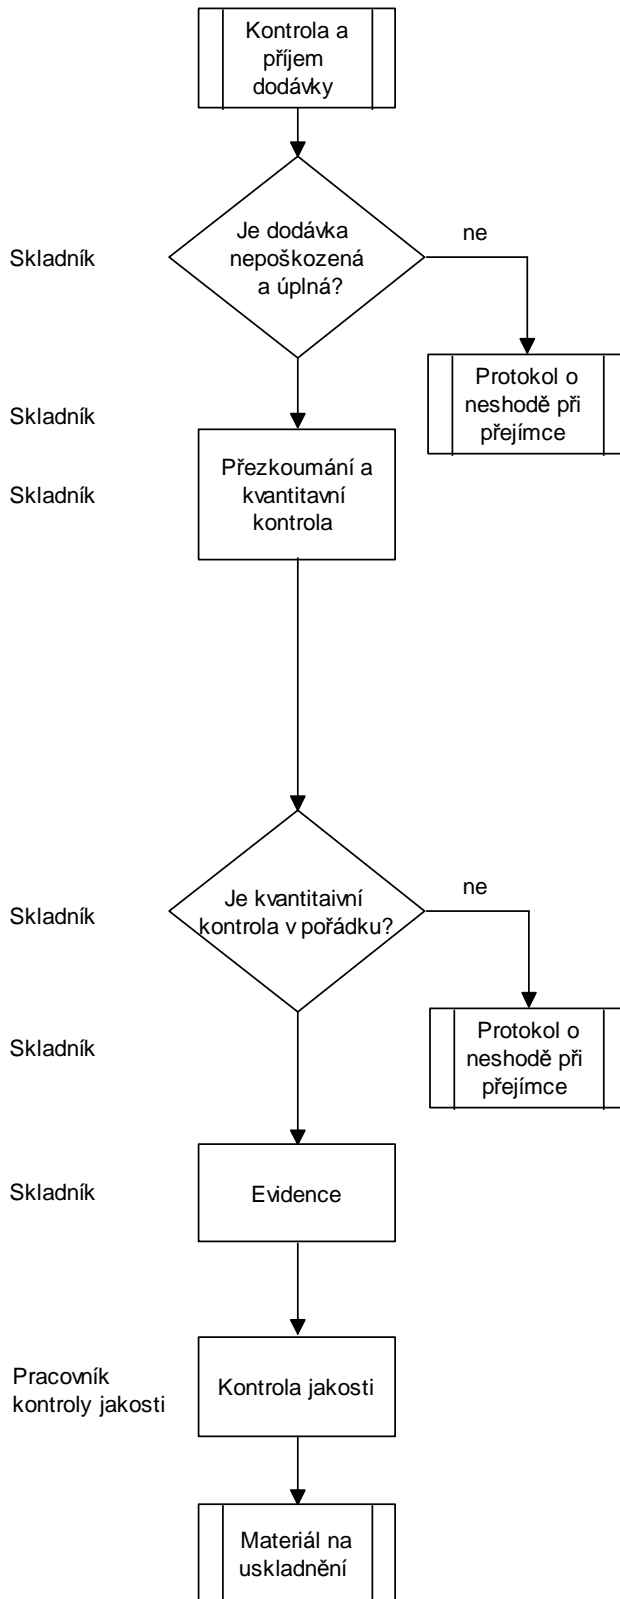 Kontrola a
příjem
dodávky
Je dodávka
nepoškozená
a úplná?
ne
Skladník
Protokol o
neshodě při
přejímce
Skladník
Přezkoumání a
kvantitavní
kontrola
Skladník
Je kvantitaivní
kontrola v pořádku?
ne
Skladník
Protokol o
neshodě při
přejímce
Skladník
Evidence
Skladník
Pracovník
kontroly jakosti
Kontrola jakosti
Materiál na
uskladnění